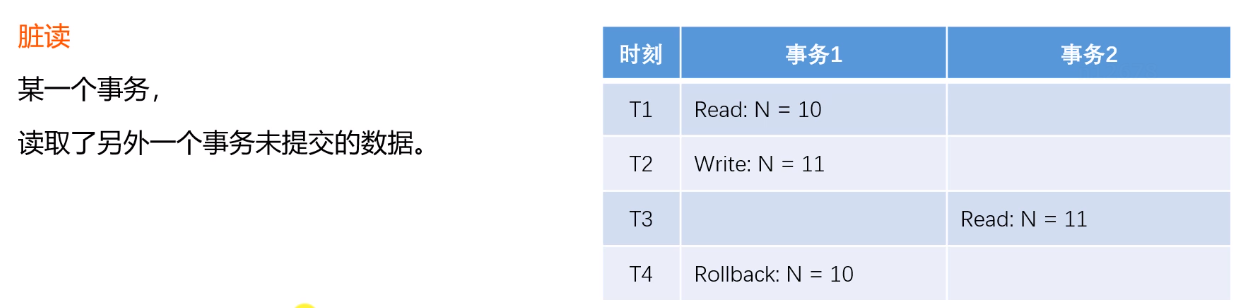 脏读
某一个事务，
读取了另外一个事务未提交的数据。
时刻 事务1 事务2
T1 Read: N = 10
T2 Write: N = 11
T3 Read: N = 11
T4 Rollback: N = 10